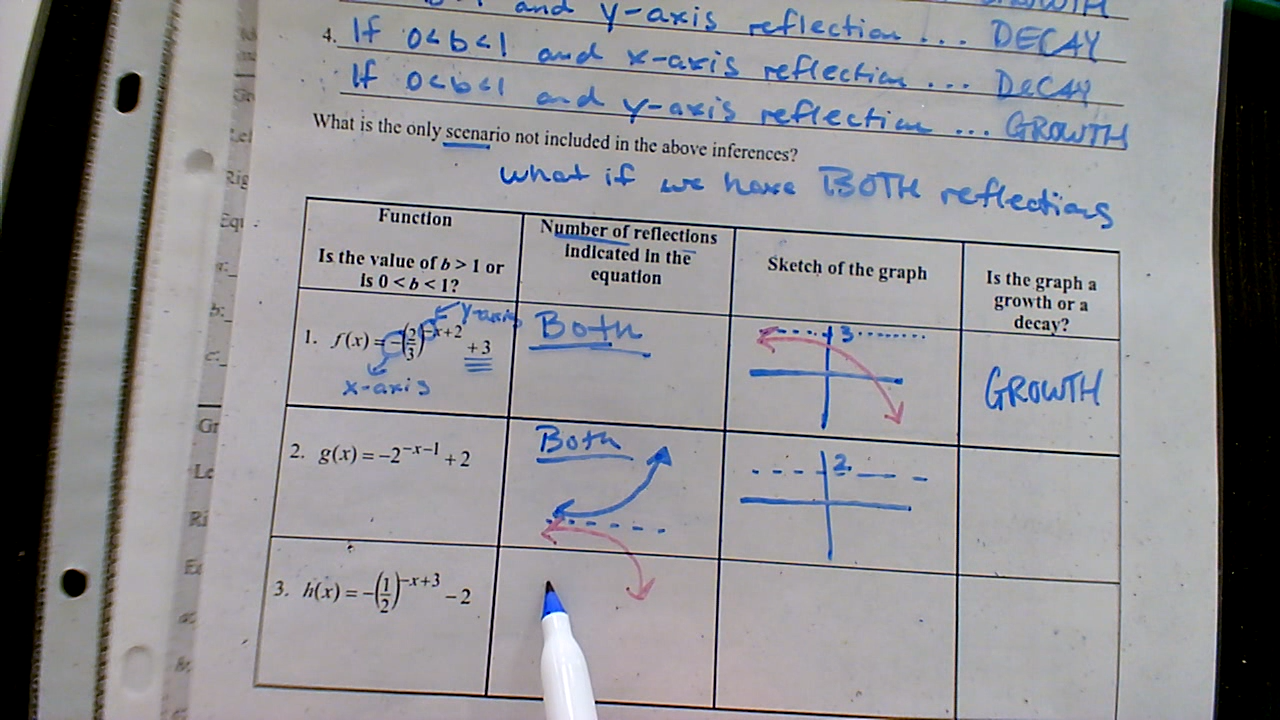 and y-axis reflection ... GROWTH
4. If 0<b<1 and x-axis reflection ... DECAY
If 0<b<1 and y-axis reflection ... GROWTH
What is the only scenario not included in the above inferences?
what if we have BOTH reflections
Function
Is the value of b > 1 or
is 0 < b < 1?
Number of reflections
indicated in the
equation
Sketch of the graph
Is the graph a
growth or a
decay?
1. f(x) = -(2/3)^{-x+2} + 3
y-axis
x-axis
Both
3
GROWTH
2. g(x) = -2^{-x-1} + 2
Both
2
3. h(x) = -(1/2)^{-x+3} - 2